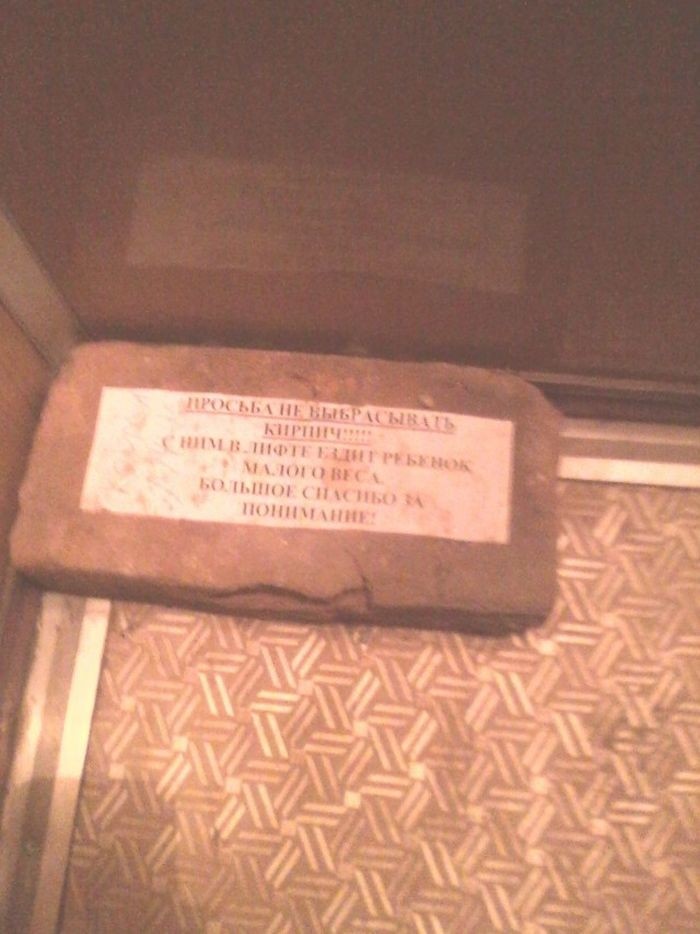 ПРОСЬБА НЕ ВЫБРАСЫВАТЬ
КИРПИЧ!!!!!
С НИМ В ЛИФТЕ ЕЗДИТ РЕБЕНОК
МАЛОГО ВЕСА.
БОЛЬШОЕ СПАСИБО ЗА
ПОНИМАНИЕ!